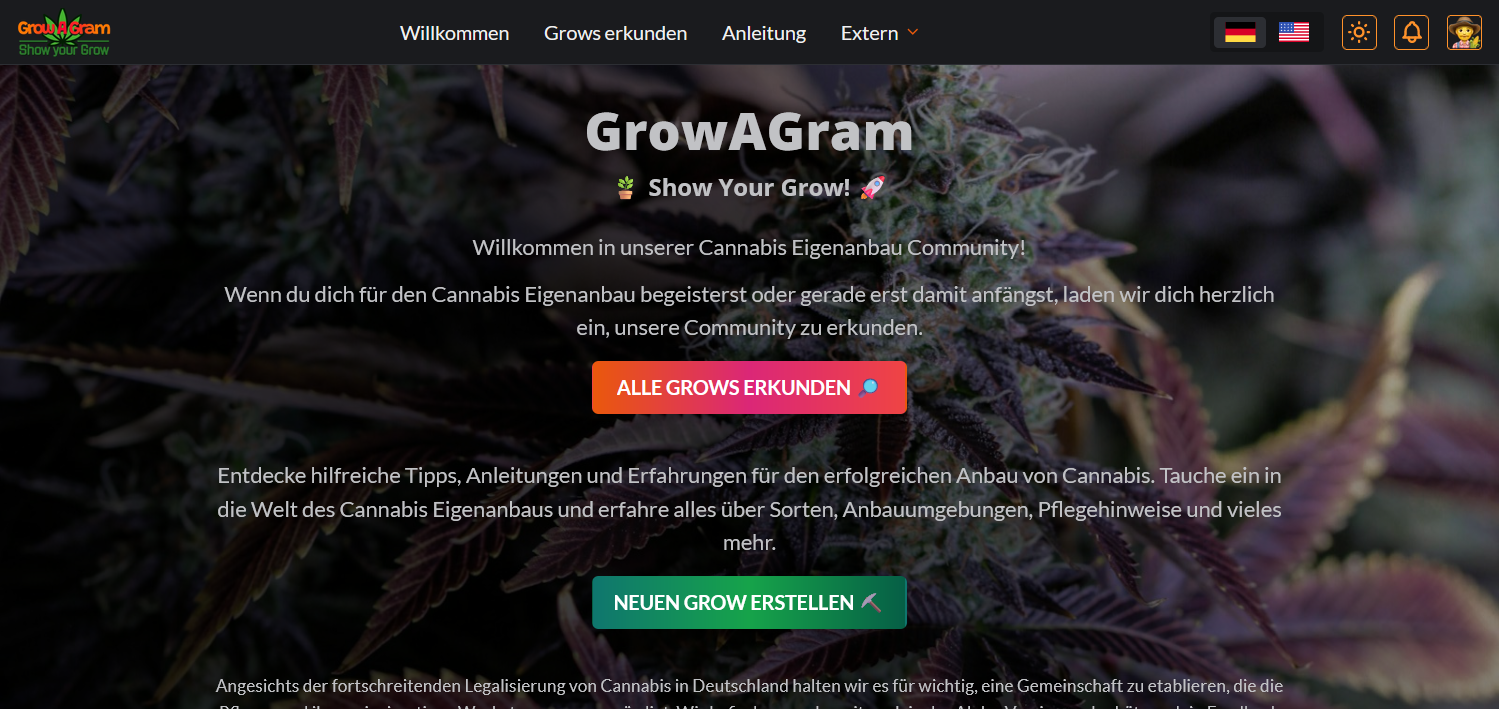 GrowAGram
Show your Grow
Willkommen
Grows erkunden
Anleitung
Extern
GrowAGram
Show Your Grow!
Willkommen in unserer Cannabis Eigenanbau Community!
Wenn du dich für den Cannabis Eigenanbau begeisterst oder gerade erst damit anfängst, laden wir dich herzlich
ein, unsere Community zu erkunden.
ALLE GROWS ERKUNDEN
Entdecke hilfreiche Tipps, Anleitungen und Erfahrungen für den erfolgreichen Anbau von Cannabis. Tauche ein in
die Welt des Cannabis Eigenanbaus und erfahre alles über Sorten, Anbauumgebungen, Pflegehinweise und vieles
mehr.
NEUEN GROW ERSTELLEN
Angesichts der fortschreitenden Legalisierung von Cannabis in Deutschland halten wir es für wichtig, eine Gemeinschaft zu etablieren, die die